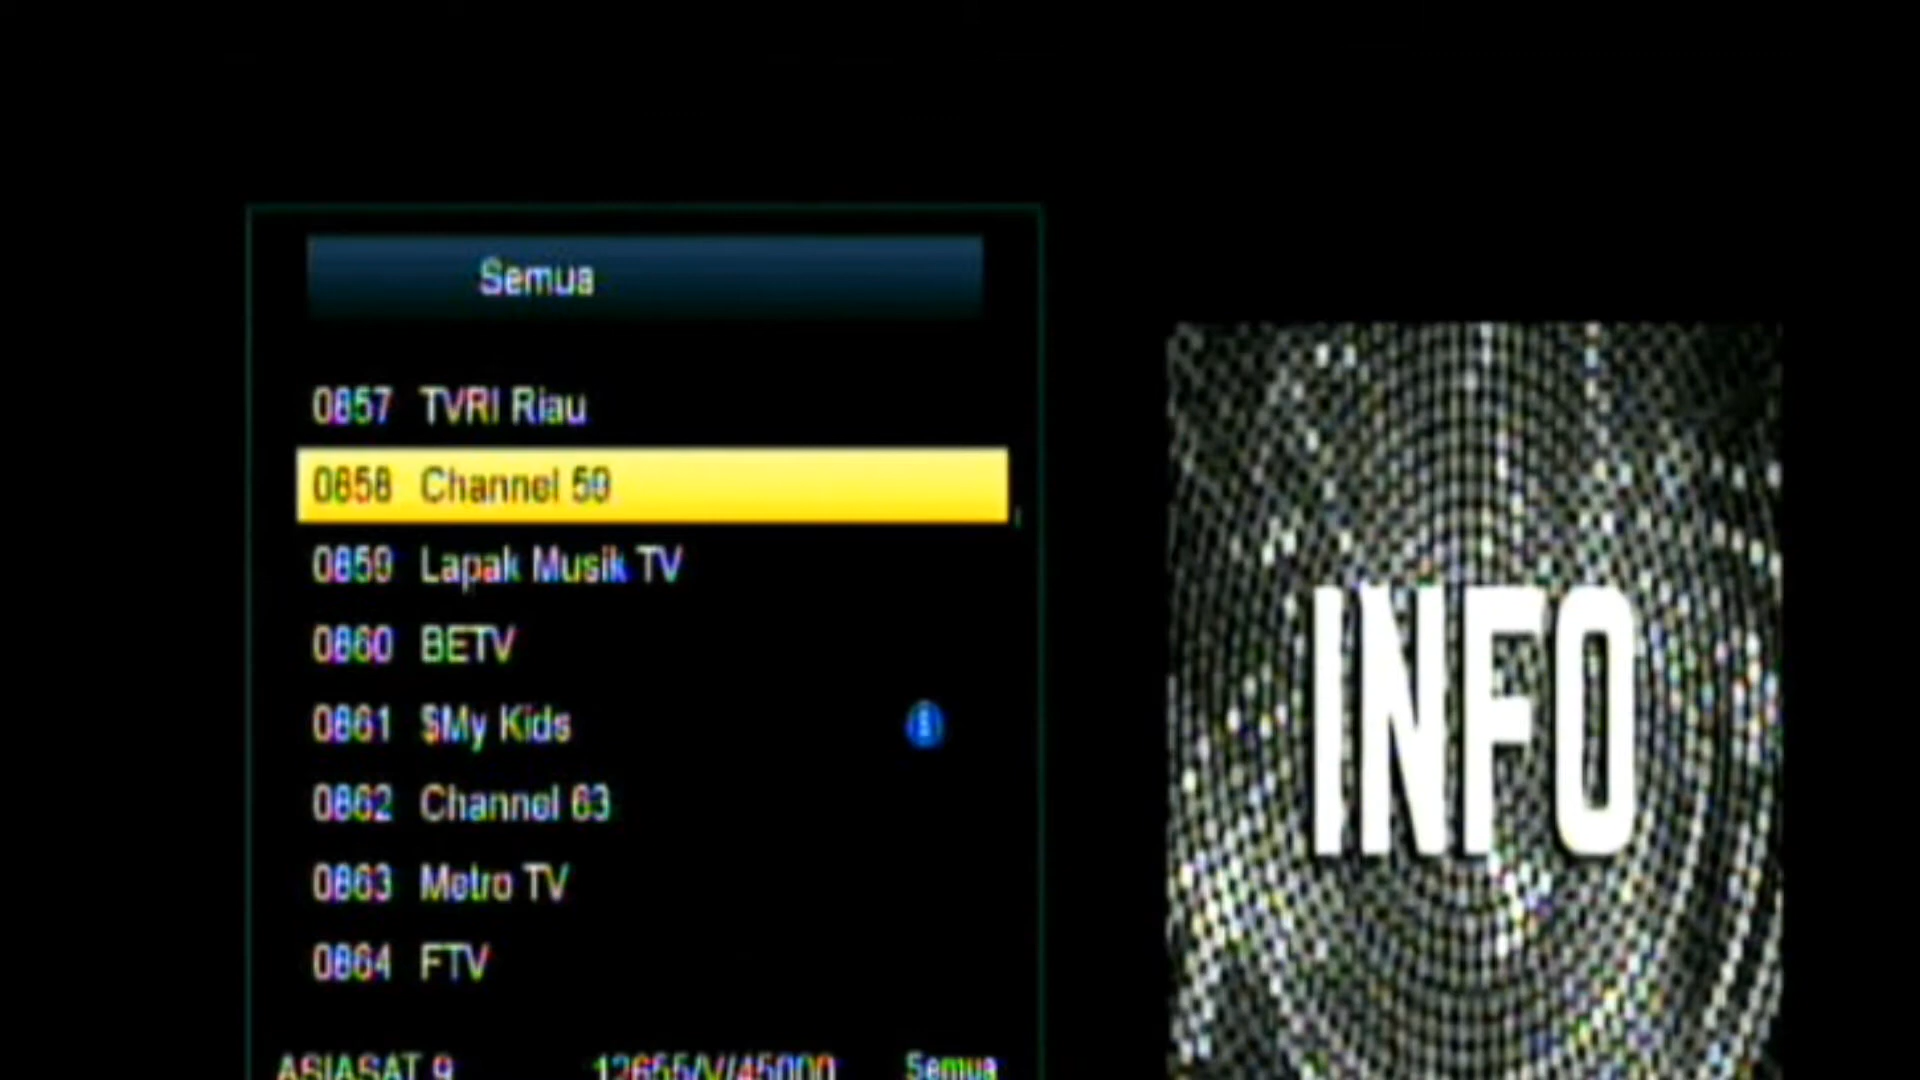 Semua
0857 TVRI Riau
0858 Channel 59
0859 Lapak Musik TV
0860 BETV
0861 $My Kids
0862 Channel 63
0863 Metro TV
0864 FTV
ASIASAT 9 12655/V/45000 Semua
INFO